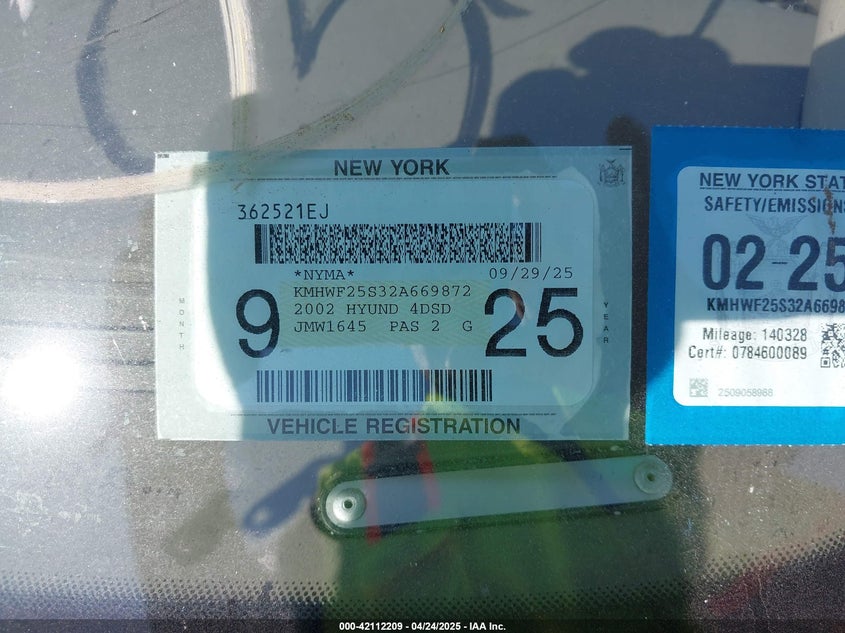 NEW YORK
362521EJ
*NYMA* 09/29/25
KMHWF25S32A669872
2002 HYUND 4DSD
JMW1645 PAS 2 G
MONTH
9
25
YEAR
VEHICLE REGISTRATION
NEW YORK STAT
SAFETY/EMISSIONS
02-25
KMHWF25S32A6698
Mileage: 140328
Cert#: 0784600089
2509058968
000-42112209 - 04/24/2025 - IAA Inc.